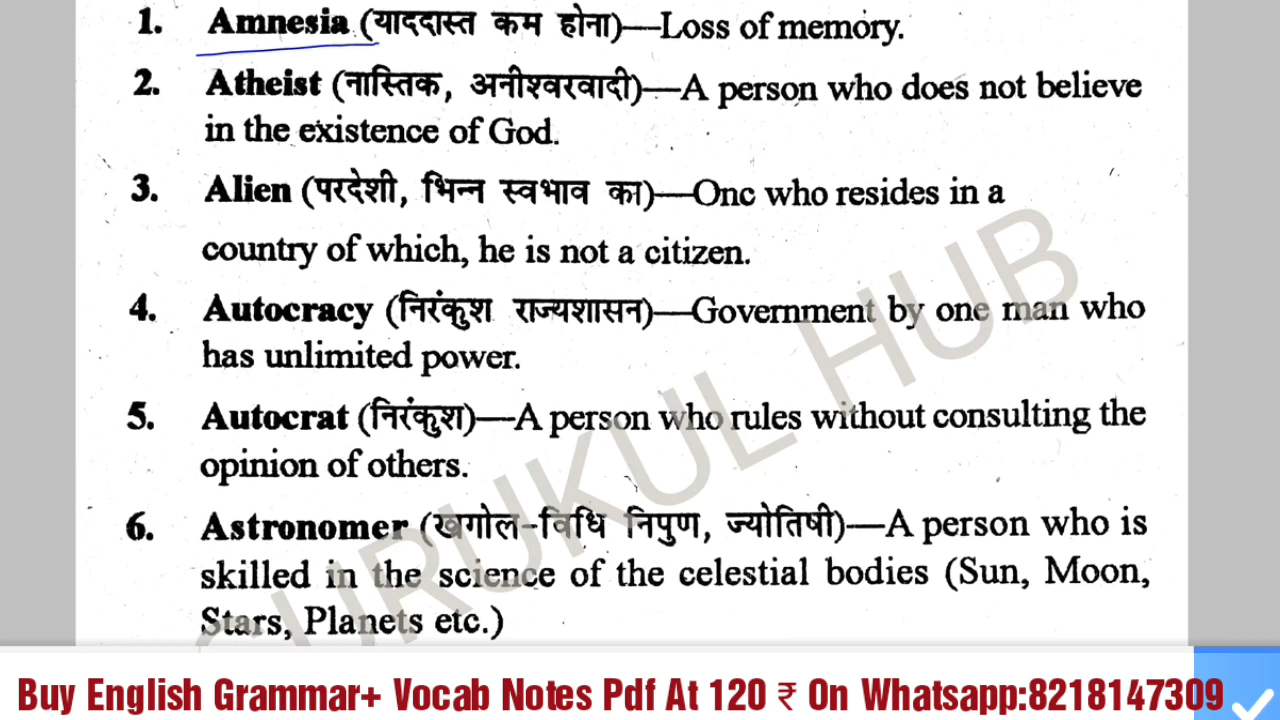 1. Amnesia (याददास्त कम होना)—Loss of memory.
2. Atheist (नास्तिक, अनीश्वरवादी)—A person who does not believe
in the existence of God.
3. Alien (परदेशी, भिन्न स्वभाव का)—One who resides in a
country of which, he is not a citizen.
4. Autocracy (निरंकुश राज्यशासन)—Government by one man who
has unlimited power.
5. Autocrat (निरंकुश)—A person who rules without consulting the
opinion of others.
6. Astronomer (खगोल-विधि निपुण, ज्योतिषी)—A person who is
skilled in the science of the celestial bodies (Sun, Moon,
Stars, Planets etc.)
GURUKUL HUB
Buy English Grammar+ Vocab Notes Pdf At 120 ₹ On Whatsapp:8218147309